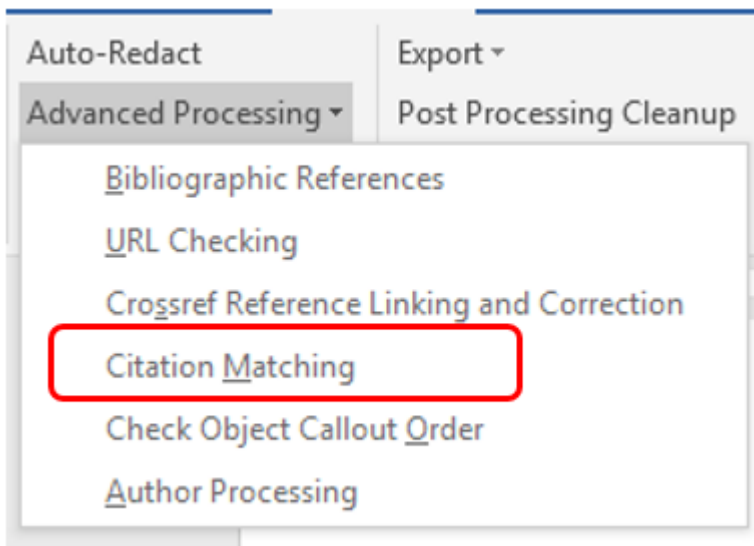 Auto-Redact
Export
Advanced Processing
Post Processing Cleanup
Bibliographic References
URL Checking
Crossref Reference Linking and Correction
Citation Matching
Check Object Callout Order
Author Processing